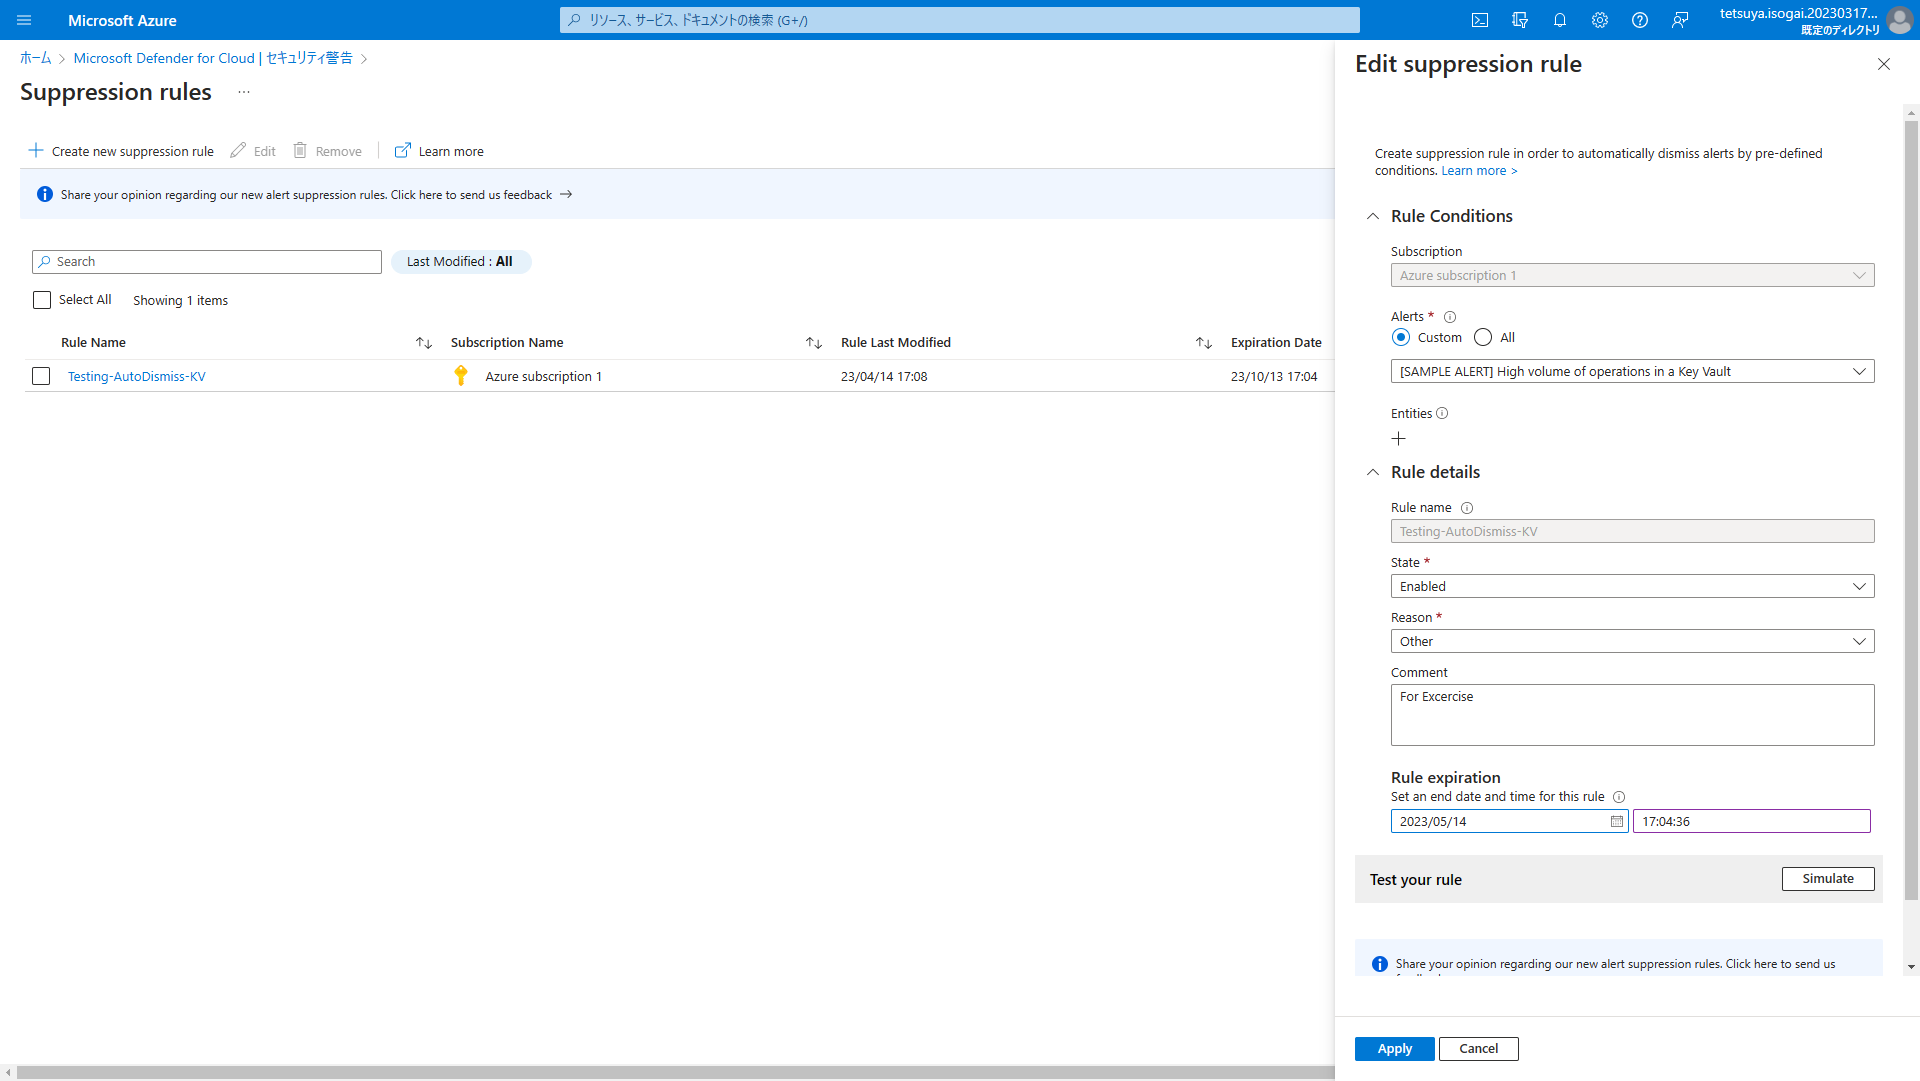 Microsoft Azure
リソース、サービス、ドキュメントの検索 (G+/)
tetsuya.isogai.20230317...
既定のディレクトリ
ホーム > Microsoft Defender for Cloud | セキュリティ警告 >
Suppression rules ...
Create new suppression rule Edit Remove Learn more
Share your opinion regarding our new alert suppression rules. Click here to send us feedback →
Search Last Modified : All
Select All Showing 1 items
Rule Name Subscription Name Rule Last Modified Expiration Date
Testing-AutoDismiss-KV Azure subscription 1 23/04/14 17:08 23/10/13 17:04
Edit suppression rule
Create suppression rule in order to automatically dismiss alerts by pre-defined
conditions. Learn more >
Rule Conditions
Subscription
Azure subscription 1
Alerts *
Custom All
[SAMPLE ALERT] High volume of operations in a Key Vault
Entities
Rule details
Rule name
Testing-AutoDismiss-KV
State *
Enabled
Reason *
Other
Comment
For Excercise
Rule expiration
Set an end date and time for this rule
2023/05/14 17:04:36
Test your rule Simulate
Share your opinion regarding our new alert suppression rules. Click here to send us
Apply Cancel